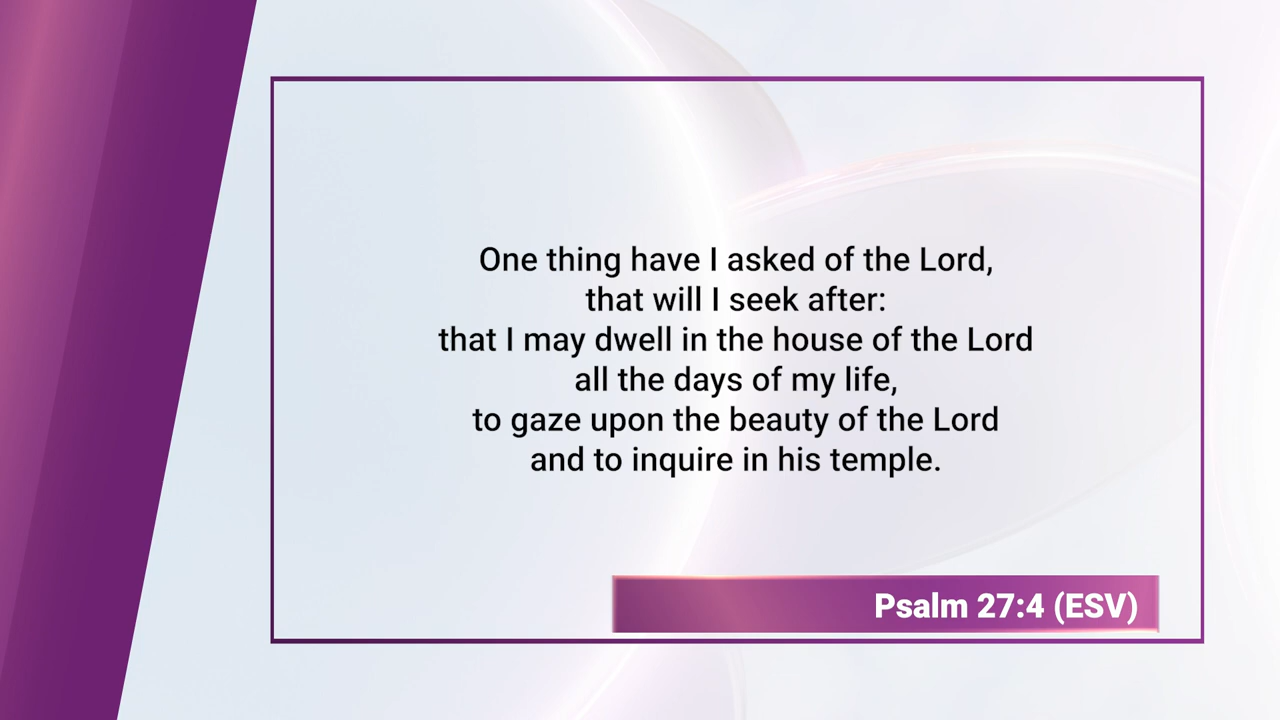 One thing have I asked of the Lord,
that will I seek after:
that I may dwell in the house of the Lord
all the days of my life,
to gaze upon the beauty of the Lord
and to inquire in his temple.
Psalm 27:4 (ESV)